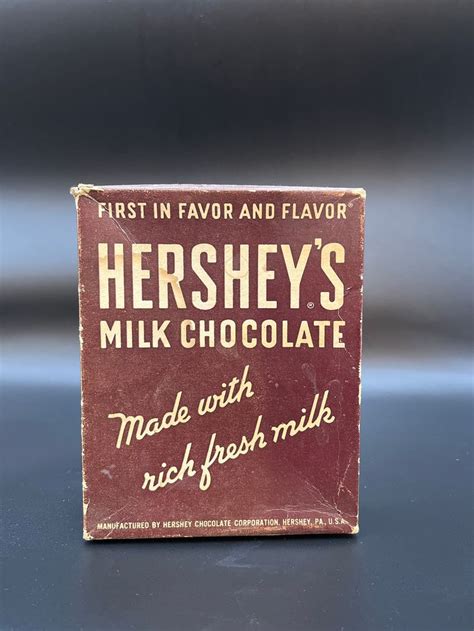 FIRST IN FAVOR AND FLAVOR®
HERSHEY'S®
MILK CHOCOLATE
Made with
rich fresh milk
MANUFACTURED BY HERSHEY CHOCOLATE CORPORATION, HERSHEY, PA., U.S.A.